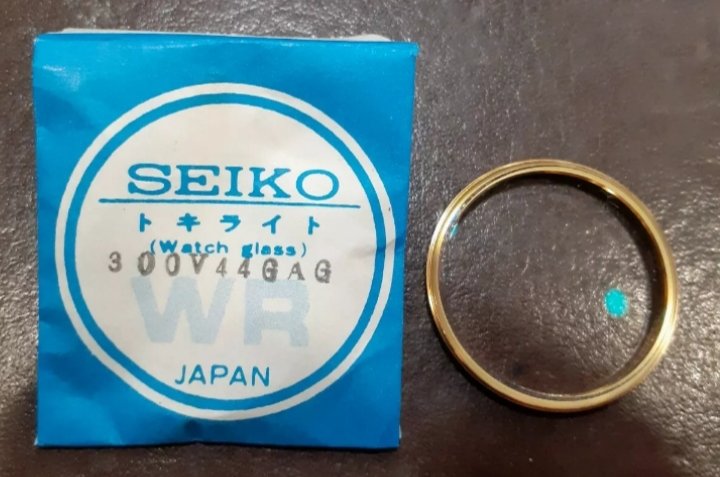 SEIKO
トキライト
(Watch glass)
300V44GAG
WR
JAPAN